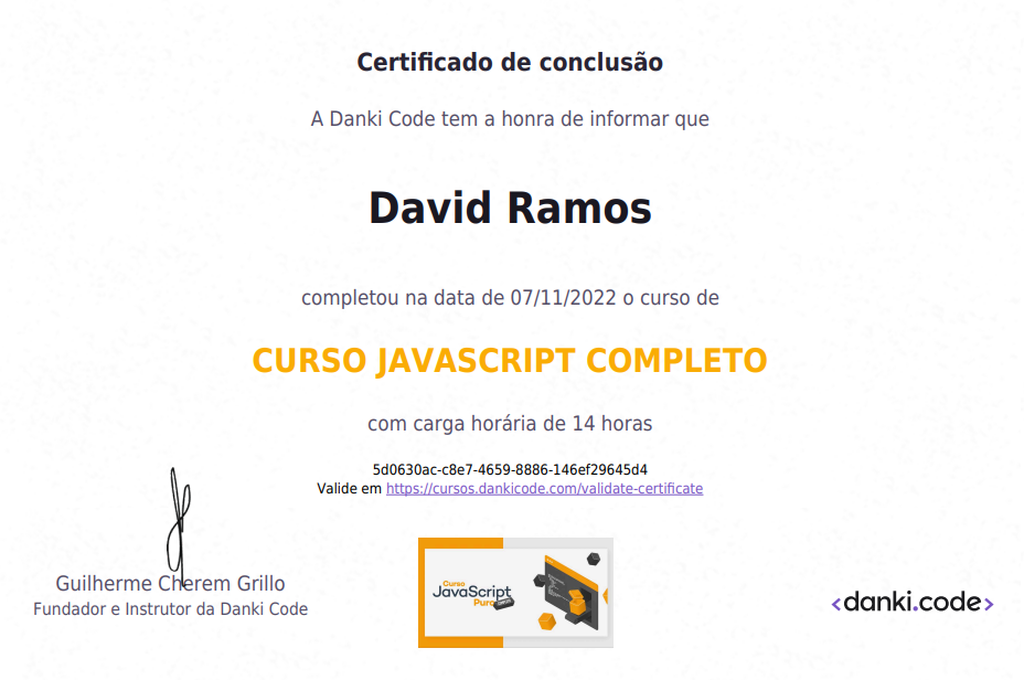 Certificado de conclusão
A Danki Code tem a honra de informar que
David Ramos
completou na data de 07/11/2022 o curso de
CURSO JAVASCRIPT COMPLETO
com carga horária de 14 horas
5d0630ac-c8e7-4659-8886-146ef29645d4
Valide em https://cursos.dankicode.com/validate-certificate
Guilherme Cherem Grillo
Fundador e Instrutor da Danki Code
Curso
JavaScript
Puro
<danki.code>